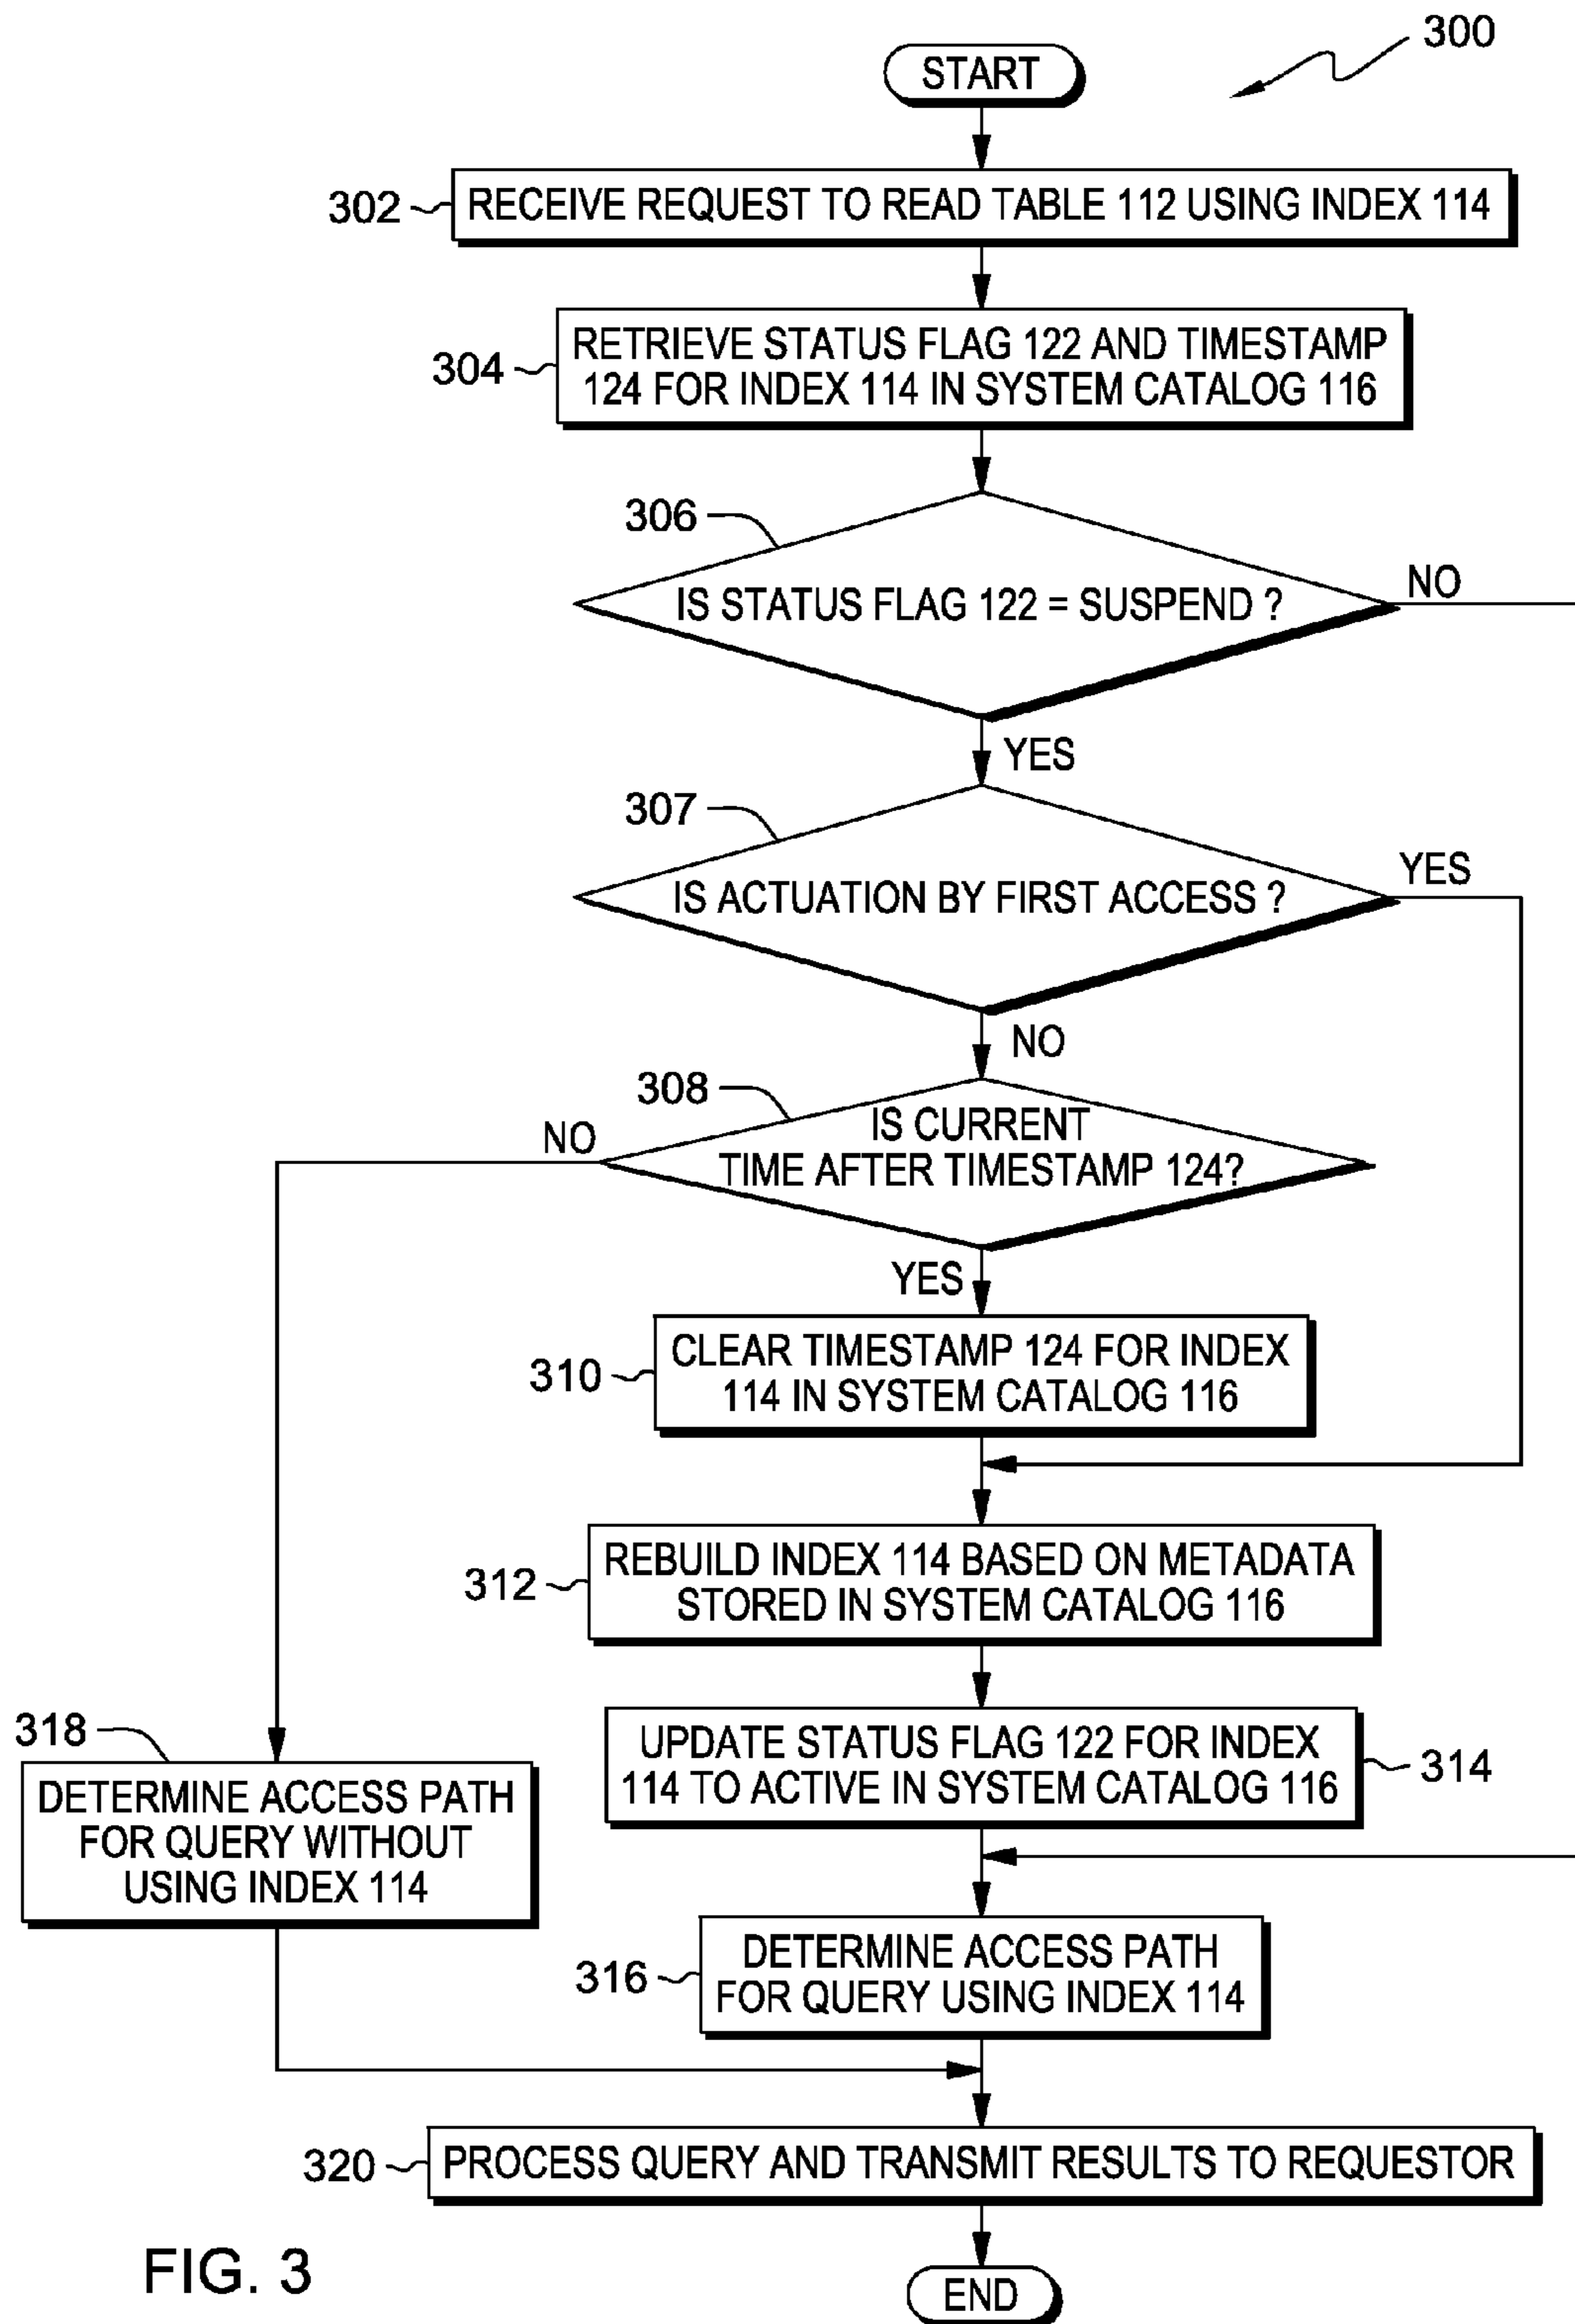 300
START
302
RECEIVE REQUEST TO READ TABLE 112 USING INDEX 114
304
RETRIEVE STATUS FLAG 122 AND TIMESTAMP
124 FOR INDEX 114 IN SYSTEM CATALOG 116
306
IS STATUS FLAG 122 = SUSPEND ?
NO
YES
307
IS ACTUATION BY FIRST ACCESS ?
YES
NO
308
IS CURRENT
TIME AFTER TIMESTAMP 124?
NO
YES
310
CLEAR TIMESTAMP 124 FOR INDEX
114 IN SYSTEM CATALOG 116
312
REBUILD INDEX 114 BASED ON METADATA
STORED IN SYSTEM CATALOG 116
314
UPDATE STATUS FLAG 122 FOR INDEX
114 TO ACTIVE IN SYSTEM CATALOG 116
318
DETERMINE ACCESS PATH
FOR QUERY WITHOUT
USING INDEX 114
316
DETERMINE ACCESS PATH
FOR QUERY USING INDEX 114
320
PROCESS QUERY AND TRANSMIT RESULTS TO REQUESTOR
END
FIG. 3